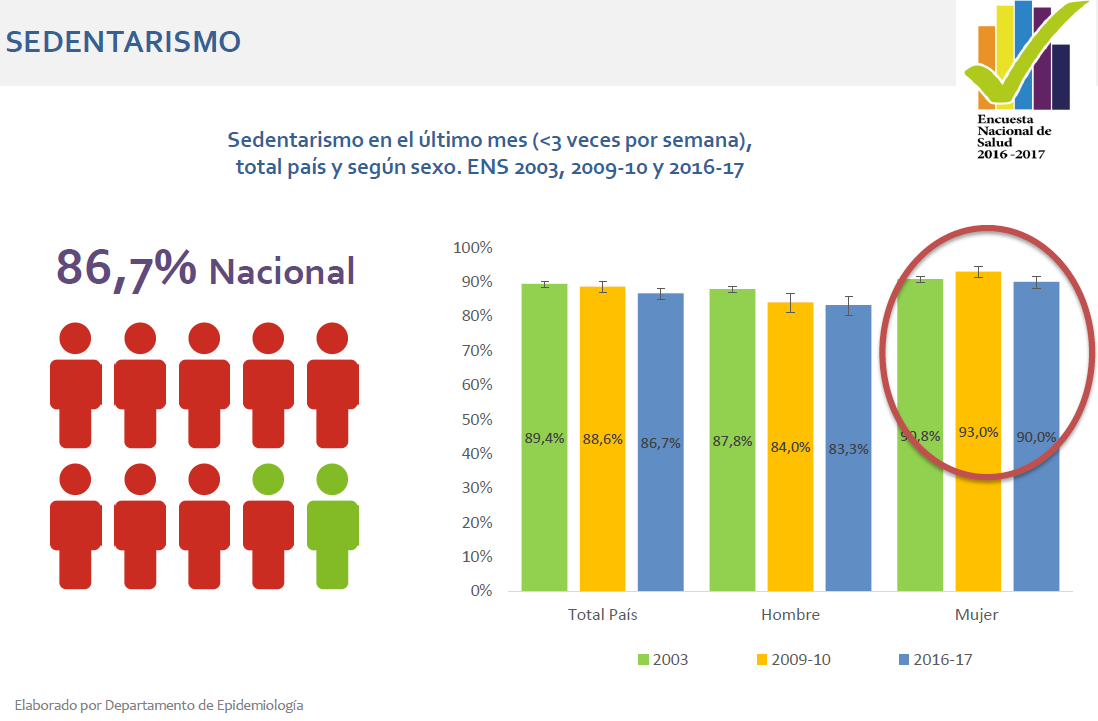 SEDENTARISMO
Encuesta
Nacional de
Salud
2016 -2017
Sedentarismo en el último mes (<3 veces por semana),
total país y según sexo. ENS 2003, 2009-10 y 2016-17
86,7% Nacional
100%
90%
80%
70%
60%
50%
40%
30%
20%
10%
0%
89,4% 88,6% 86,7% 87,8% 84,0% 83,3% 90,8% 93,0% 90,0%
Total País Hombre Mujer
2003 2009-10 2016-17
Elaborado por Departamento de Epidemiología